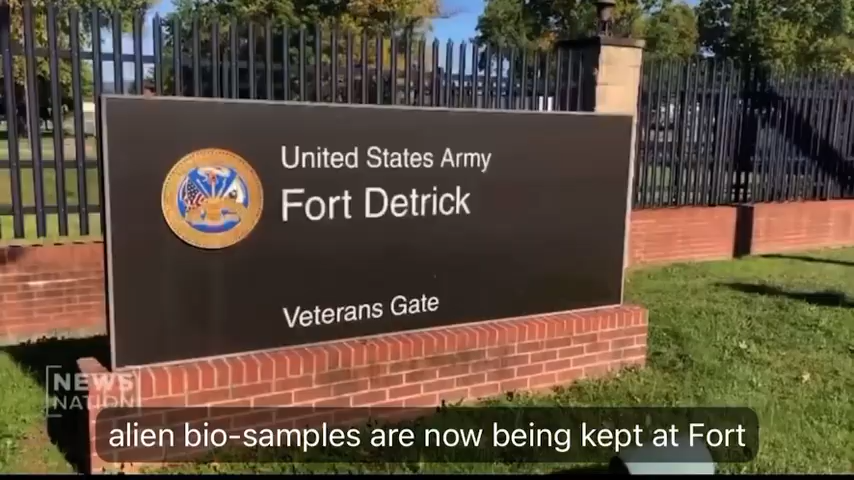 United States Army
Fort Detrick
Veterans Gate
NEWS
NATION
alien bio-samples are now being kept at Fort